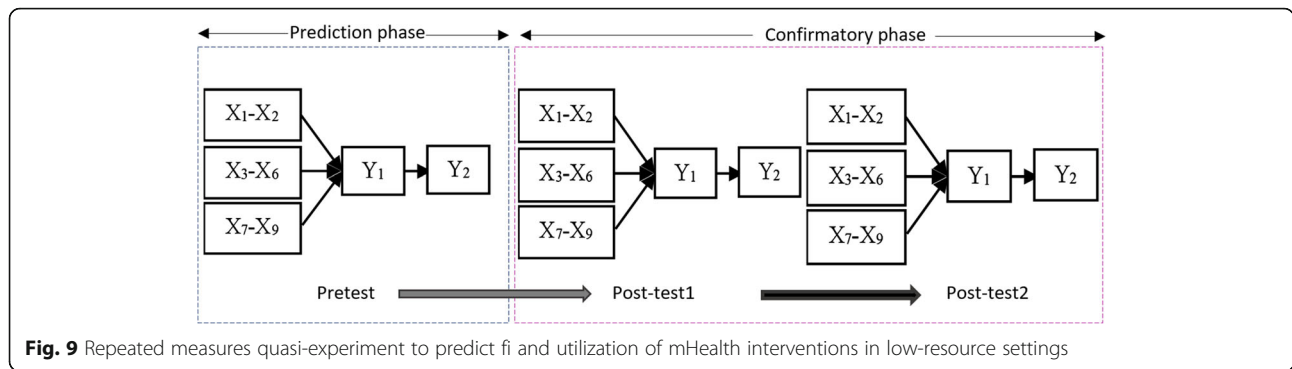 Prediction phase
Confirmatory phase
X1-X2
X3-X6
X7-X9
Y1
Y2
X1-X2
X3-X6
X7-X9
Y1
Y2
X1-X2
X3-X6
X7-X9
Y1
Y2
Pretest
Post-test1
Post-test2
Fig. 9 Repeated measures quasi-experiment to predict fi and utilization of mHealth interventions in low-resource settings